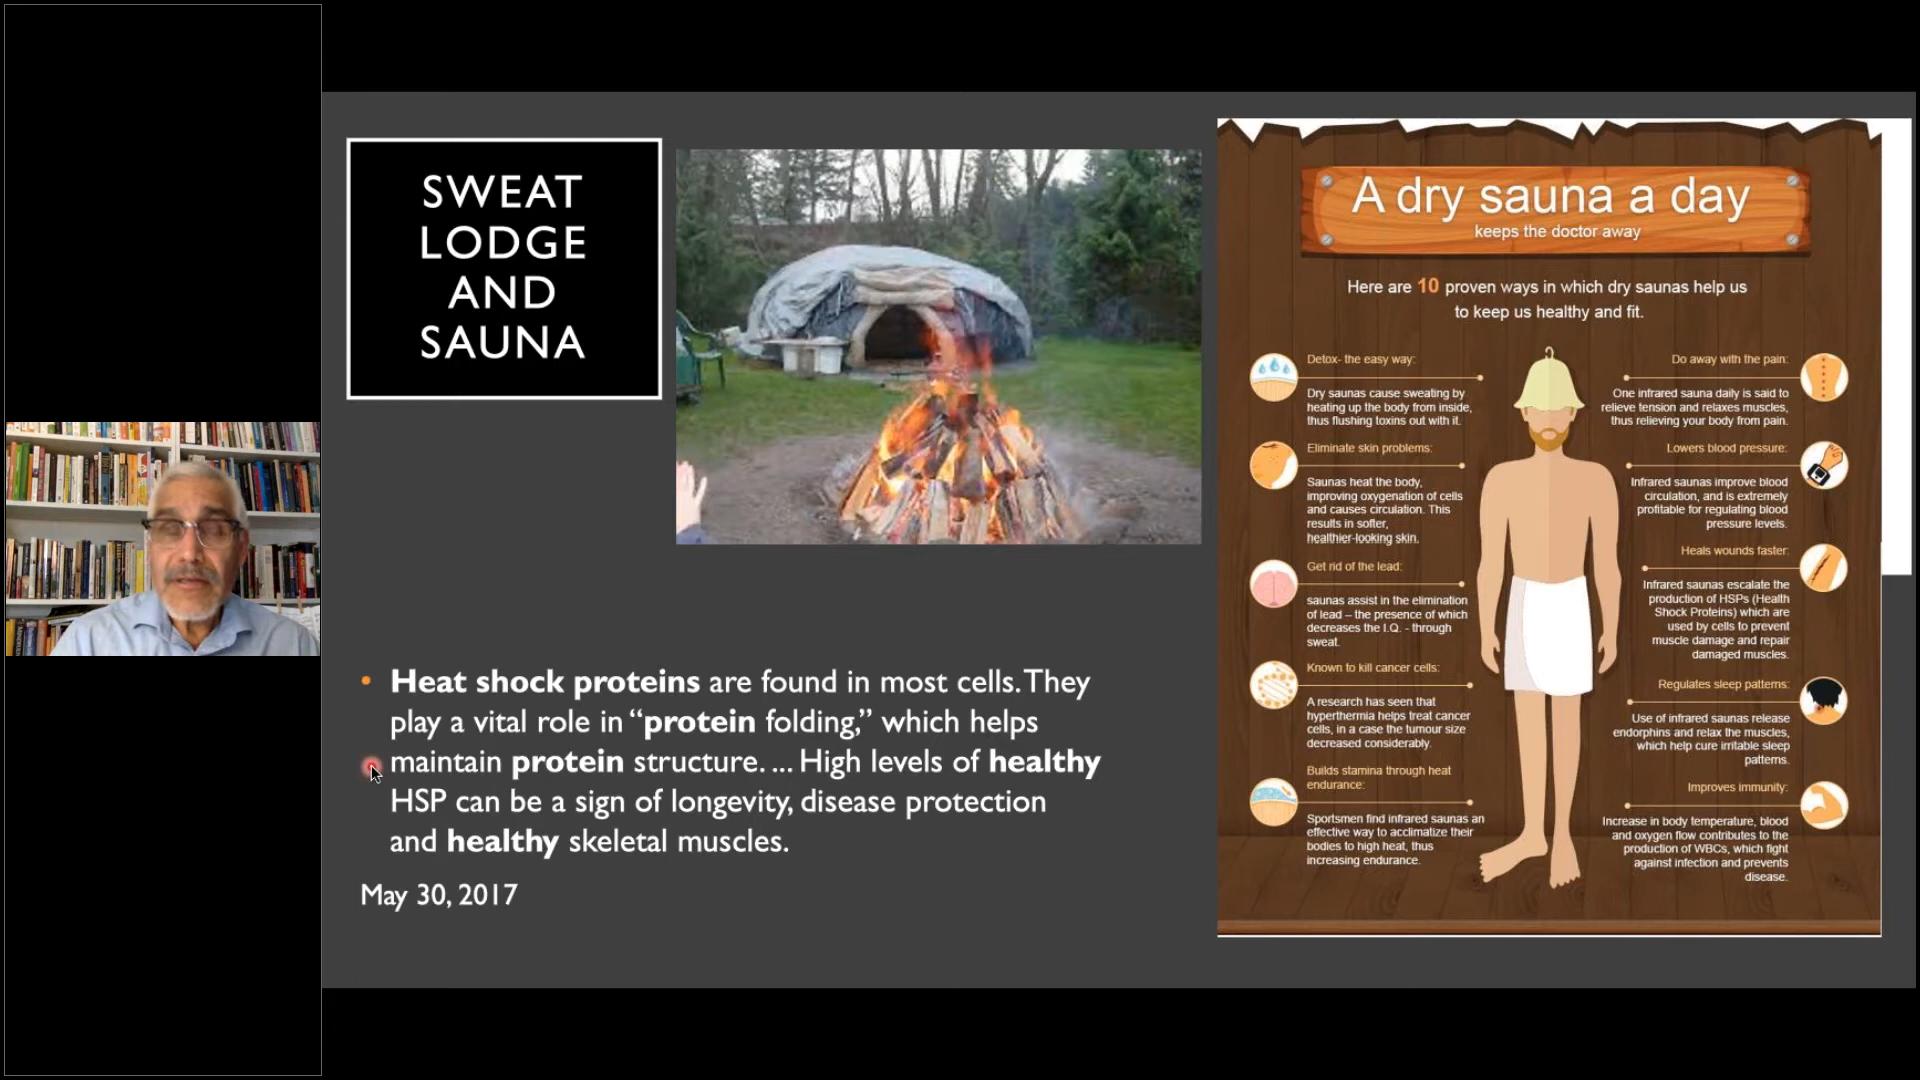 SWEAT
LODGE
AND
SAUNA
• Heat shock proteins are found in most cells. They
play a vital role in “protein folding,” which helps
maintain protein structure. ... High levels of healthy
HSP can be a sign of longevity, disease protection
and healthy skeletal muscles.
May 30, 2017
A dry sauna a day
keeps the doctor away
Here are 10 proven ways in which dry saunas help us
to keep us healthy and fit.
Detox- the easy way:
Dry saunas cause sweating by
heating up the body from inside,
thus flushing toxins out with it.
Eliminate skin problems:
Saunas heat the body,
improving oxygenation of cells
and causes circulation. This
results in softer,
healthier-looking skin.
Get rid of the lead:
saunas assist in the elimination
of lead – the presence of which
decreases the I.Q. - through
sweat.
Known to kill cancer cells:
A research has seen that
hyperthermia helps treat cancer
cells, in a case the tumour size
decreased considerably.
Builds stamina through heat
endurance:
Sportsmen find infrared saunas an
effective way to acclimatize their
bodies to high heat, thus
increasing endurance.
Do away with the pain:
One infrared sauna daily is said to
relieve tension and relaxes muscles,
thus relieving your body from pain.
Lowers blood pressure:
Infrared saunas improve blood
circulation, and is extremely
profitable for regulating blood
pressure levels.
Heals wounds faster:
Infrared saunas escalate the
production of HSPs (Health
Shock Proteins) which are
used by cells to prevent
muscle damage and repair
damaged muscles.
Regulates sleep patterns:
Use of infrared saunas release
endorphins and relax the muscles,
which help cure irritable sleep
patterns.
Improves immunity:
Increase in body temperature, blood
and oxygen flow contributes to the
production of WBCs, which fight
against infection and prevents
disease.